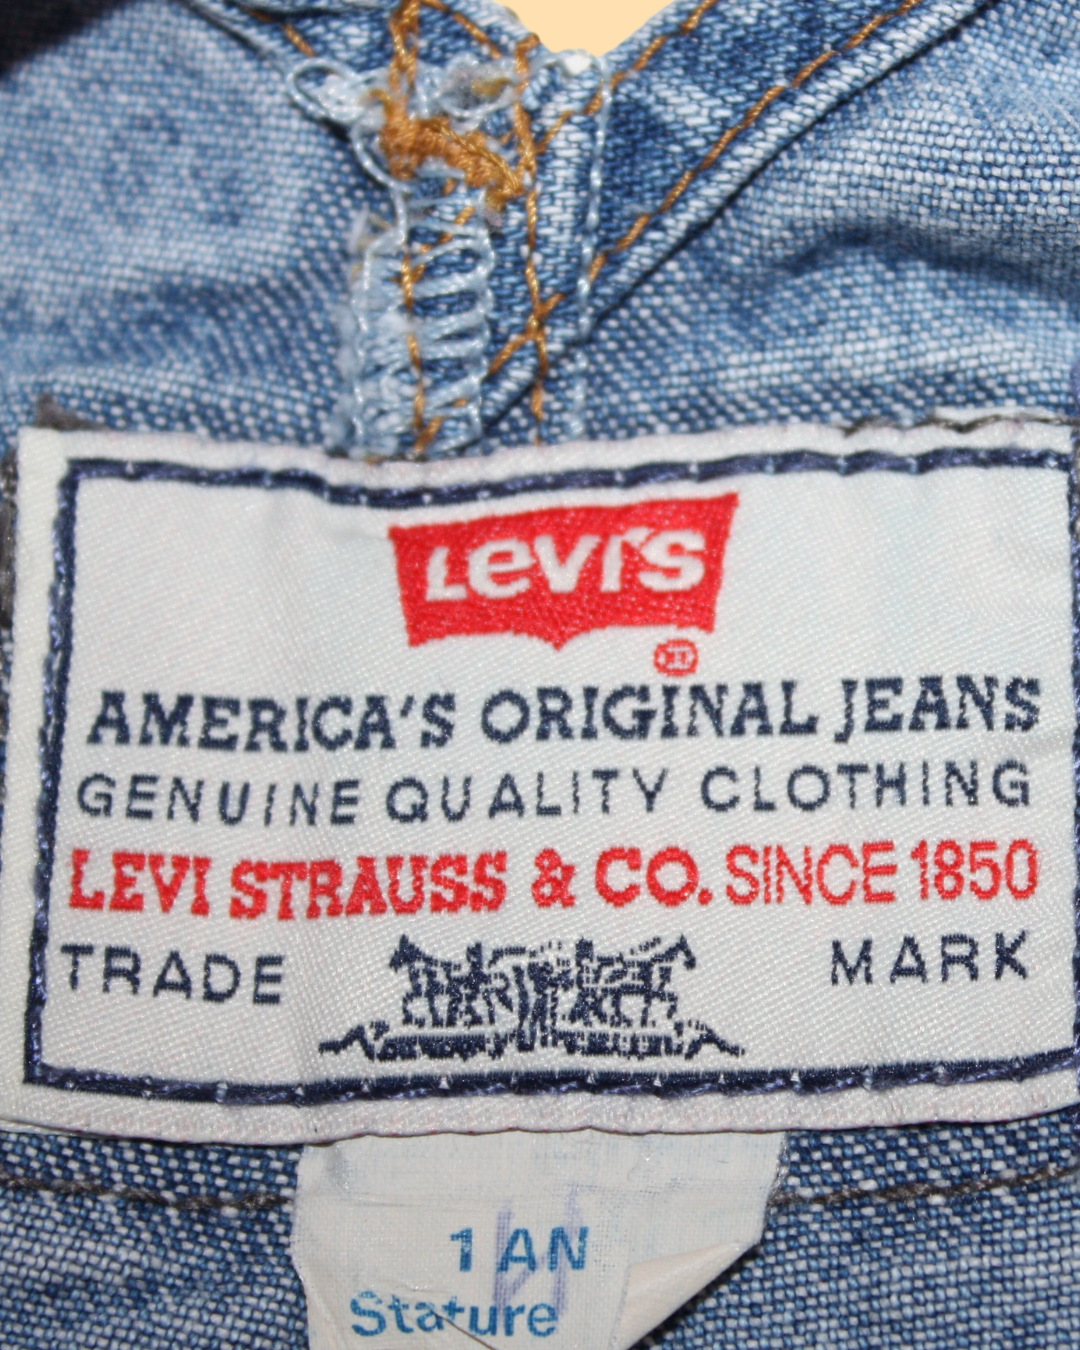 Levi's
®
AMERICA'S ORIGINAL JEANS
GENUINE QUALITY CLOTHING
LEVI STRAUSS & CO. SINCE 1850
TRADE MARK
1 AN
Stature